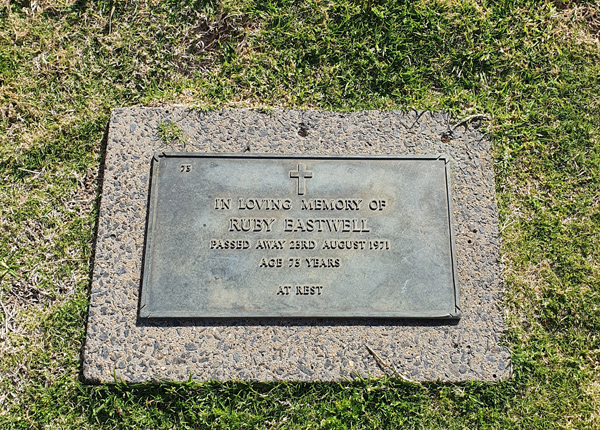 75
IN LOVING MEMORY OF
RUBY EASTWELL
PASSED AWAY 23RD AUGUST 1971
AGE 75 YEARS
AT REST